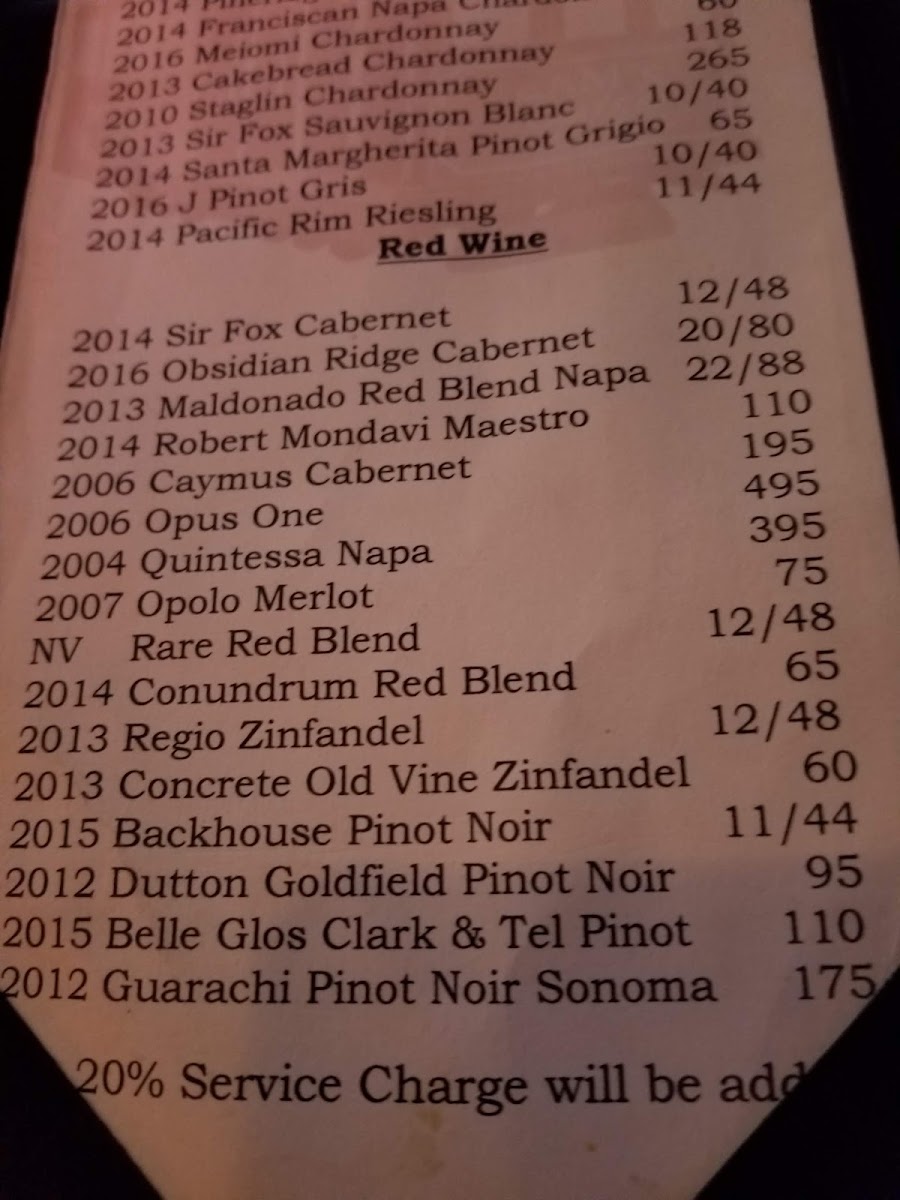 2014
2014 Franciscan Napa
2016 Meiomi Chardonnay 60
2013 Cakebread Chardonnay 118
2010 Staglin Chardonnay 265
2013 Sir Fox Sauvignon Blanc 10/40
2014 Santa Margherita Pinot Grigio 65
2016 J Pinot Gris 10/40
2014 Pacific Rim Riesling 11/44
Red Wine
2014 Sir Fox Cabernet 12/48
2016 Obsidian Ridge Cabernet 20/80
2013 Maldonado Red Blend Napa 22/88
2014 Robert Mondavi Maestro 110
2006 Caymus Cabernet 195
2006 Opus One 495
2004 Quintessa Napa 395
2007 Opolo Merlot 75
NV Rare Red Blend 12/48
2014 Conundrum Red Blend 65
2013 Regio Zinfandel 12/48
2013 Concrete Old Vine Zinfandel 60
2015 Backhouse Pinot Noir 11/44
2012 Dutton Goldfield Pinot Noir 95
2015 Belle Glos Clark & Tel Pinot 110
2012 Guarachi Pinot Noir Sonoma 175
20% Service Charge will be add